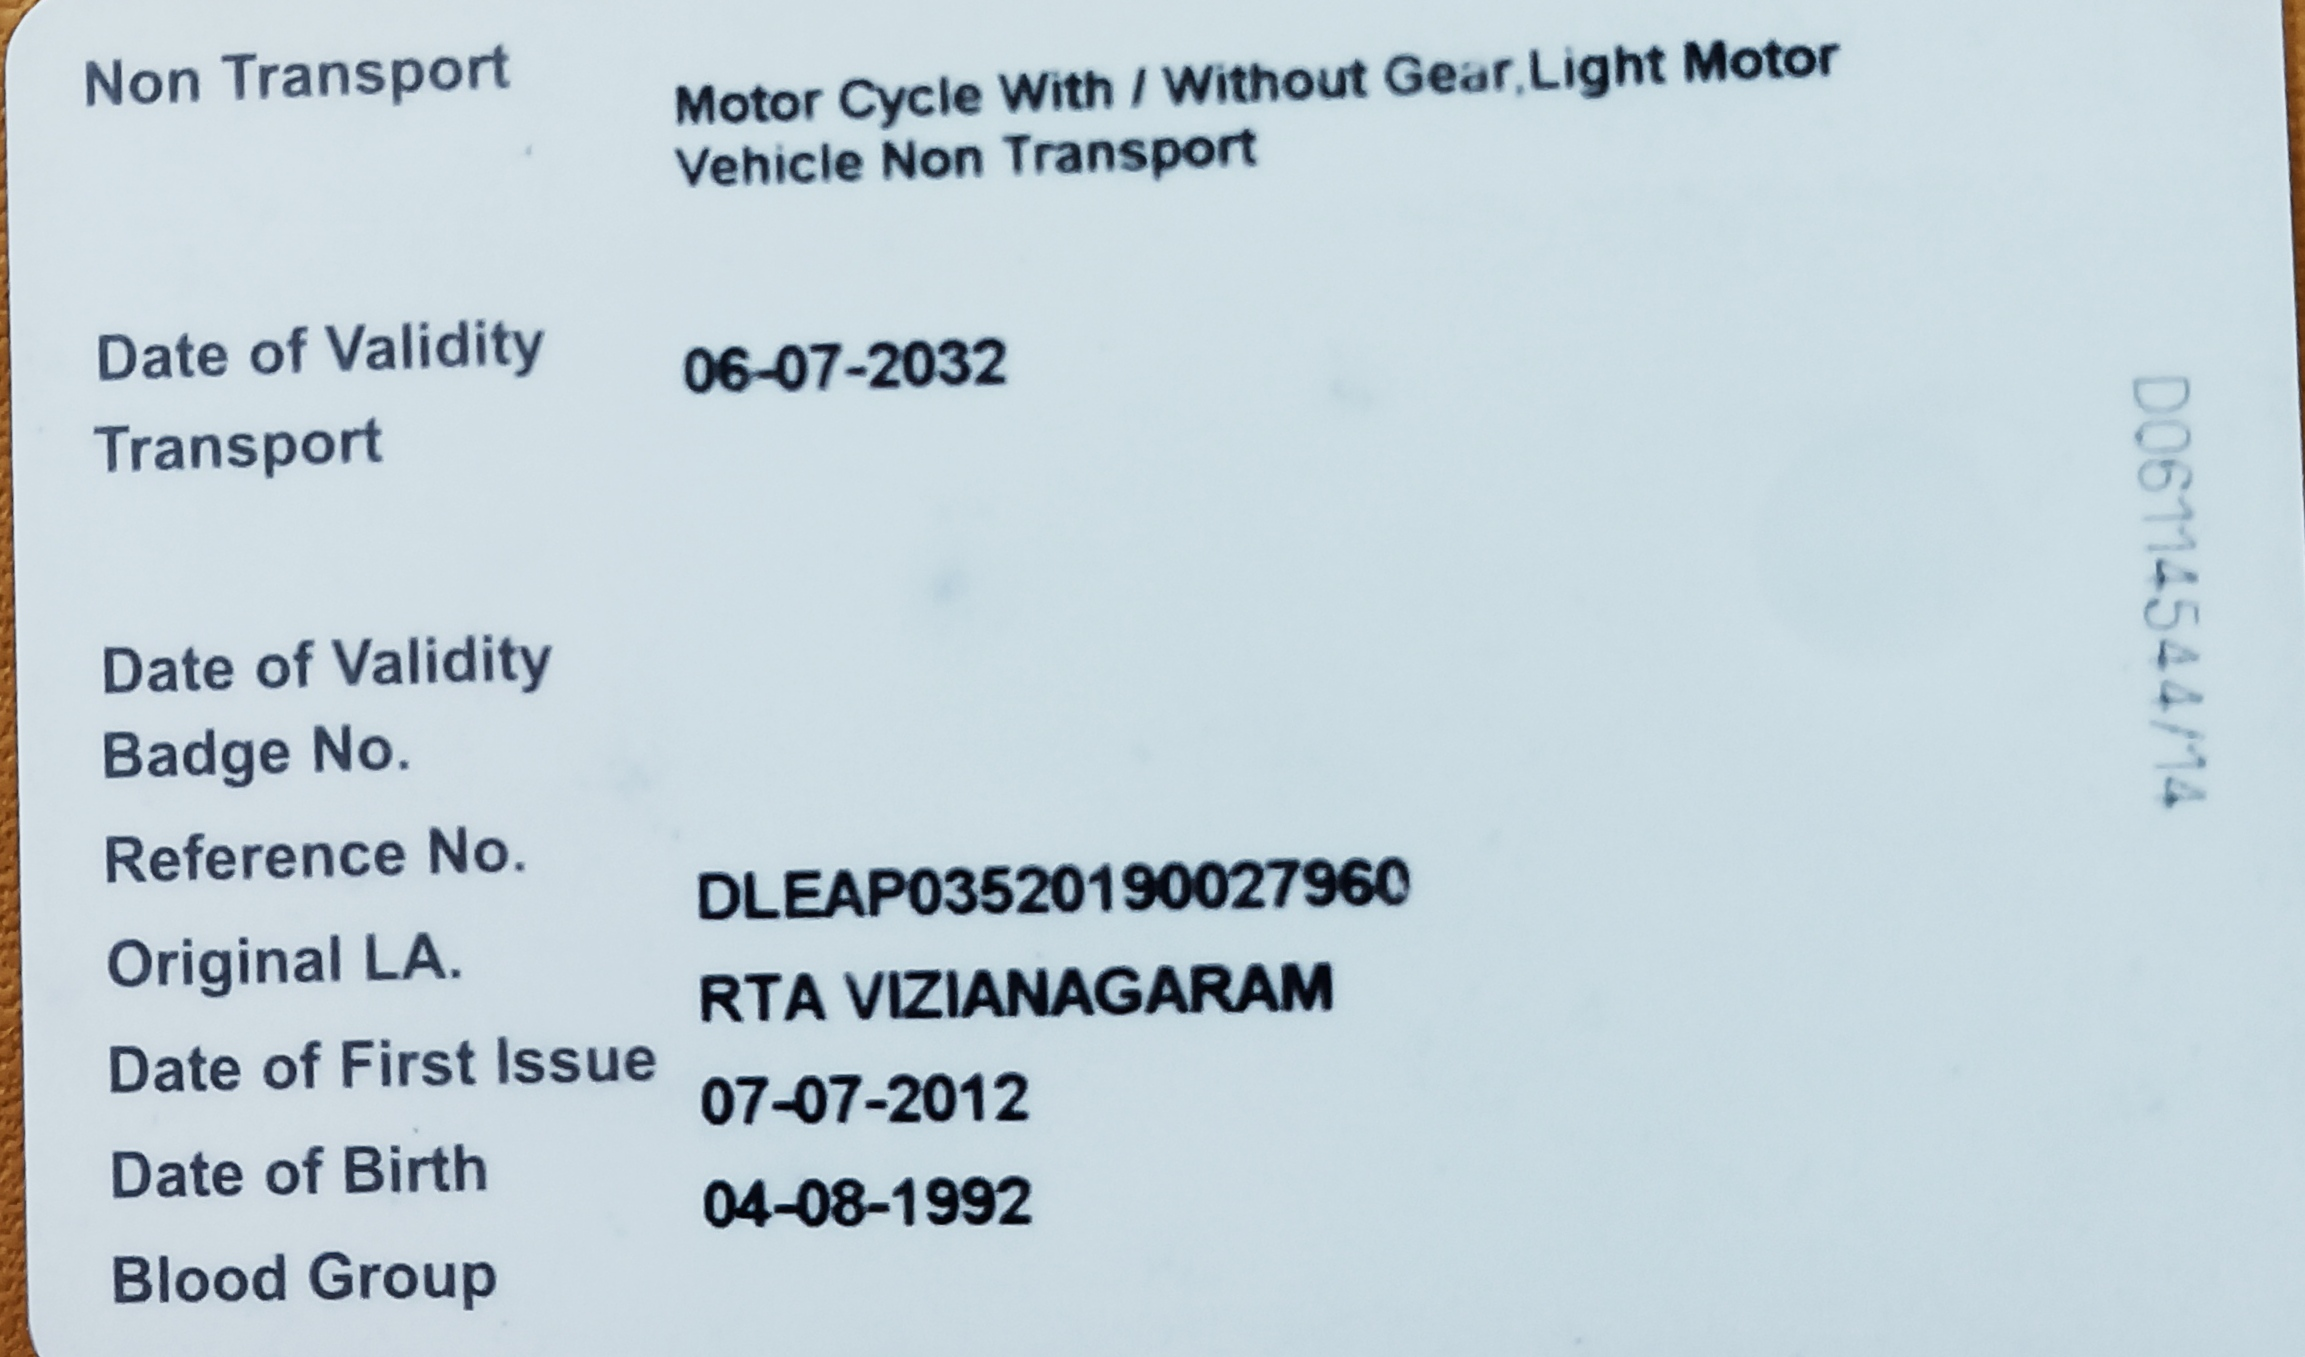 Non Transport Motor Cycle With / Without Gear,Light Motor
Vehicle Non Transport
Date of Validity 06-07-2032
Transport
Date of Validity
Badge No.
Reference No. DLEAP03520190027960
Original LA. RTA VIZIANAGARAM
Date of First Issue 07-07-2012
Date of Birth 04-08-1992
Blood Group
D06114544/14